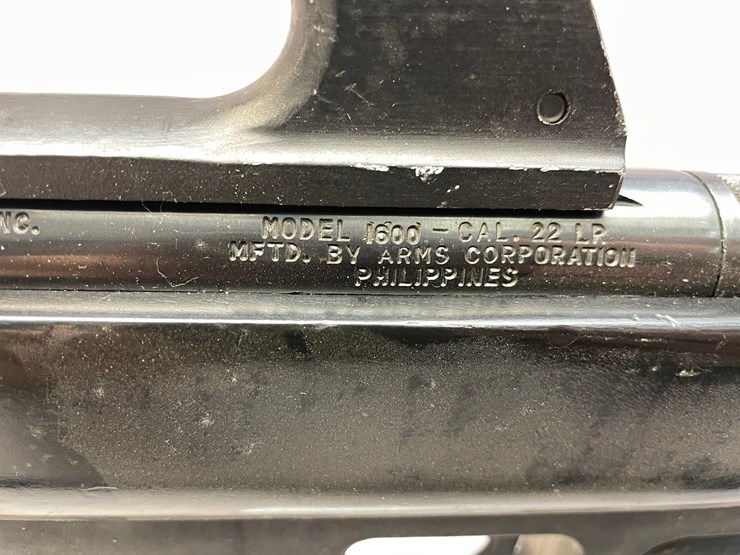 NC.
MODEL 1600 - CAL. 22 LR
MFTD. BY ARMS CORPORATION
PHILIPPINES